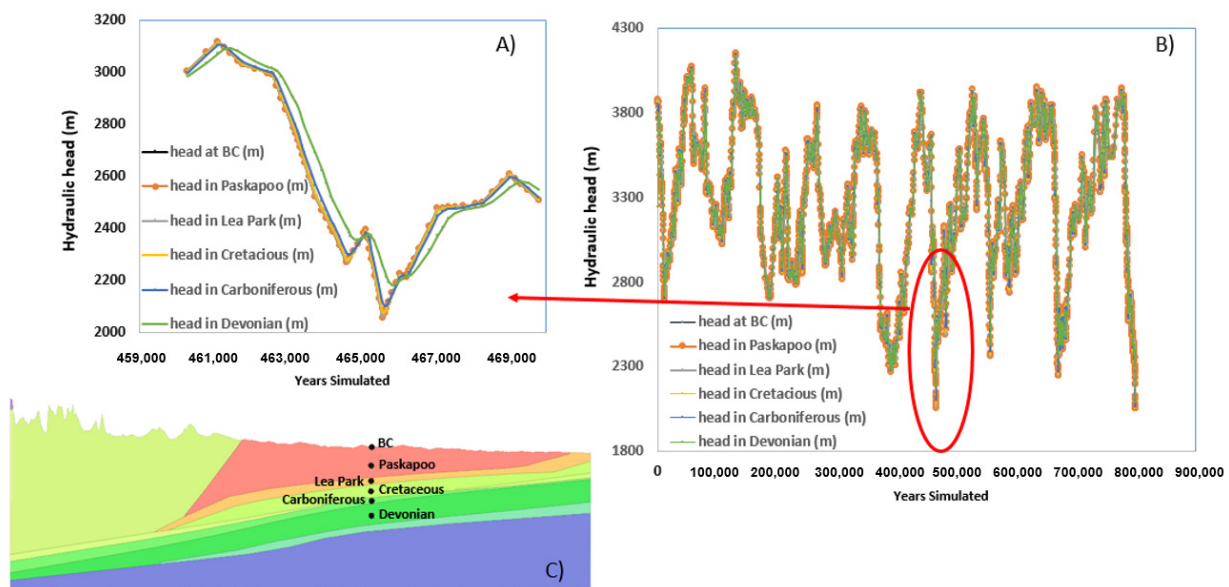 A)
Hydraulic head (m)
3200
3000
2800
2600
2400
2200
2000
head at BC (m)
head in Paskapoo (m)
head in Lea Park (m)
head in Cretacious (m)
head in Carboniferous (m)
head in Devonian (m)
459,000 461,000 463,000 465,000 467,000 469,000
Years Simulated
B)
Hydraulic head (m)
4300
3800
3300
2800
2300
1800
head at BC (m)
head in Paskapoo (m)
head in Lea Park (m)
head in Cretacious (m)
head in Carboniferous (m)
head in Devonian (m)
0 100,000 200,000 300,000 400,000 500,000 600,000 700,000 800,000 900,000
Years Simulated
BC
Paskapoo
Lea Park
Cretaceous
Carboniferous
Devonian
C)